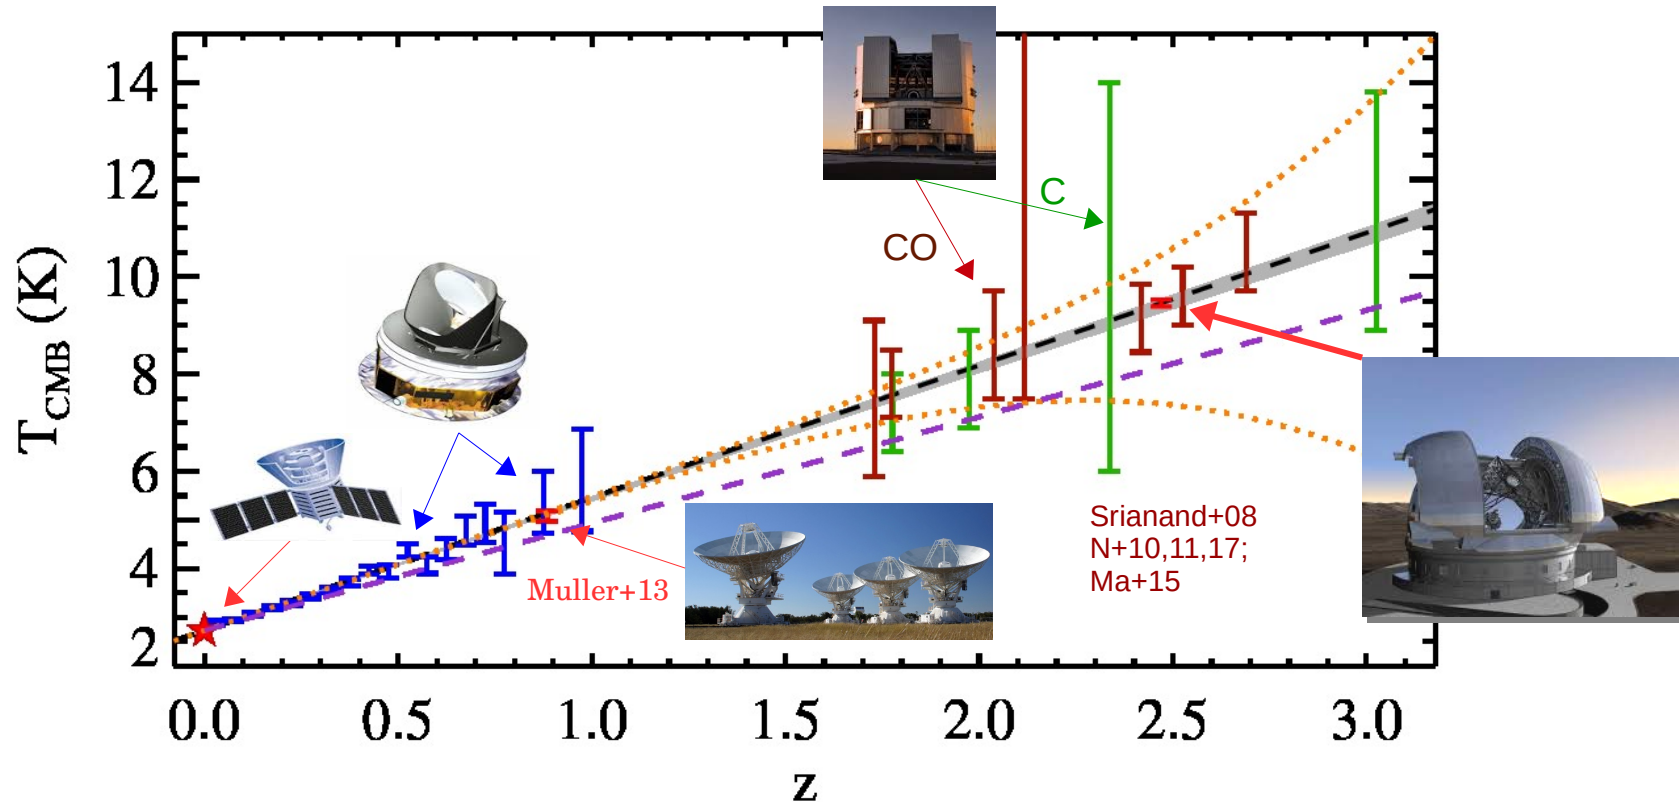 14
12
10
8
6
4
2
T_CMB (K)
C
CO
Muller+13
Srianand+08
N+10,11,17;
Ma+15
0.0 0.5 1.0 1.5 2.0 2.5 3.0
z